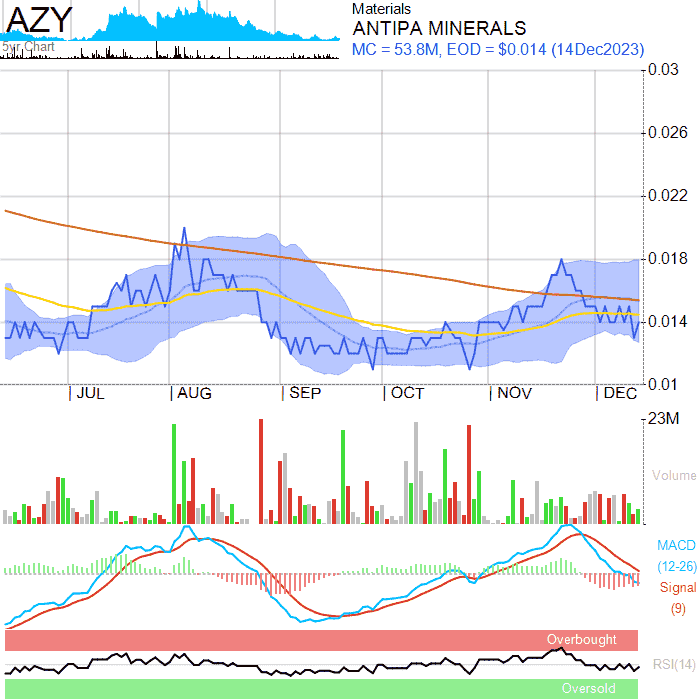 AZY
5yr Chart
Materials
ANTIPA MINERALS
MC = 53.8M, EOD = $0.014 (14Dec2023)
0.03
0.026
0.022
0.018
0.014
0.01
JUL AUG SEP OCT NOV DEC
23M
Volume
MACD
(12-26)
Signal
(9)
Overbought
RSI(14)
Oversold